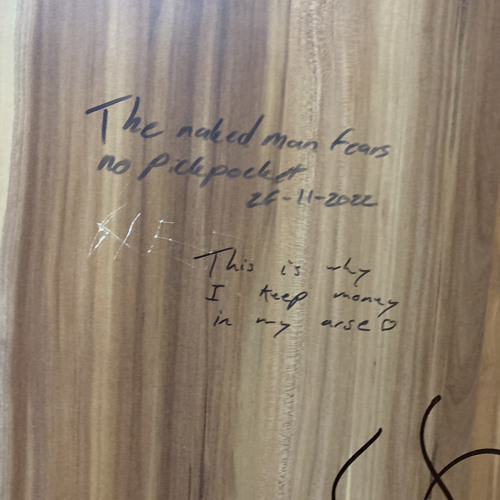 The naked man fears
no pickpocket
26-11-2022
This is why
I keep money
in my arse ♡